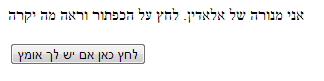 אני מנורה של אלאדין. לחץ על הכפתור וראה מה יקרה
לחץ כאן אם יש לך אומץ